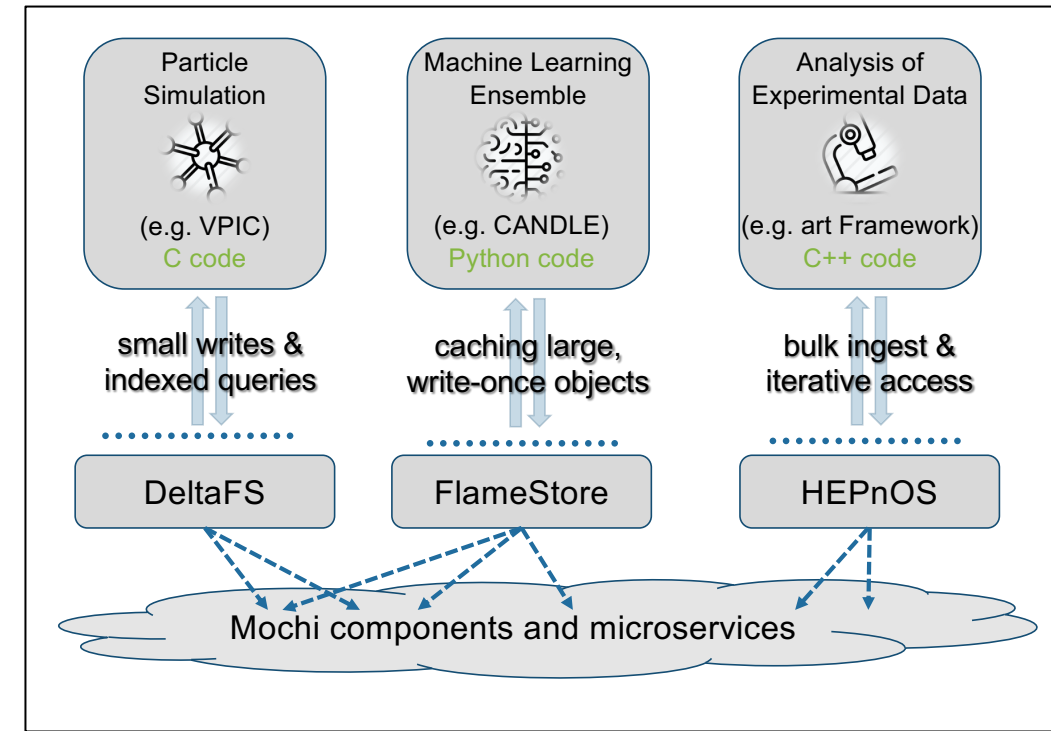 Particle
Simulation
(e.g. VPIC)
C code
Machine Learning
Ensemble
(e.g. CANDLE)
Python code
Analysis of
Experimental Data
(e.g. art Framework)
C++ code
small writes &
indexed queries
caching large,
write-once objects
bulk ingest &
iterative access
DeltaFS
FlameStore
HEPnOS
Mochi components and microservices